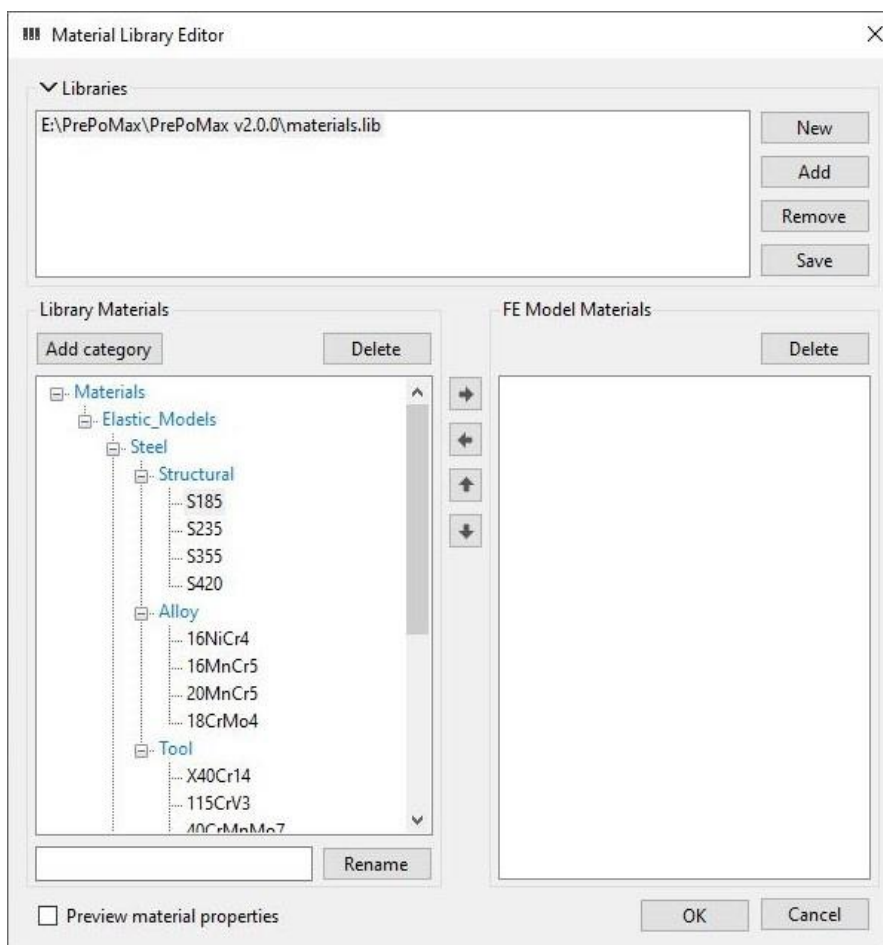 Material Library Editor
Libraries
E:\PrePoMax\PrePoMax v2.0.0\materials.lib
New
Add
Remove
Save
Library Materials
Add category
Delete
Materials
Elastic_Models
Steel
Structural
S185
S235
S355
S420
Alloy
16NiCr4
16MnCr5
20MnCr5
18CrMo4
Tool
X40Cr14
115CrV3
40CrMnMo7
Rename
FE Model Materials
Delete
Preview material properties
OK
Cancel